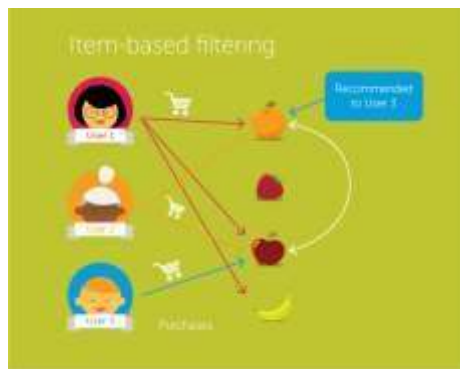 Item-based filtering
Recommended
to User 3
User 1
User 2
User 3
Purchases